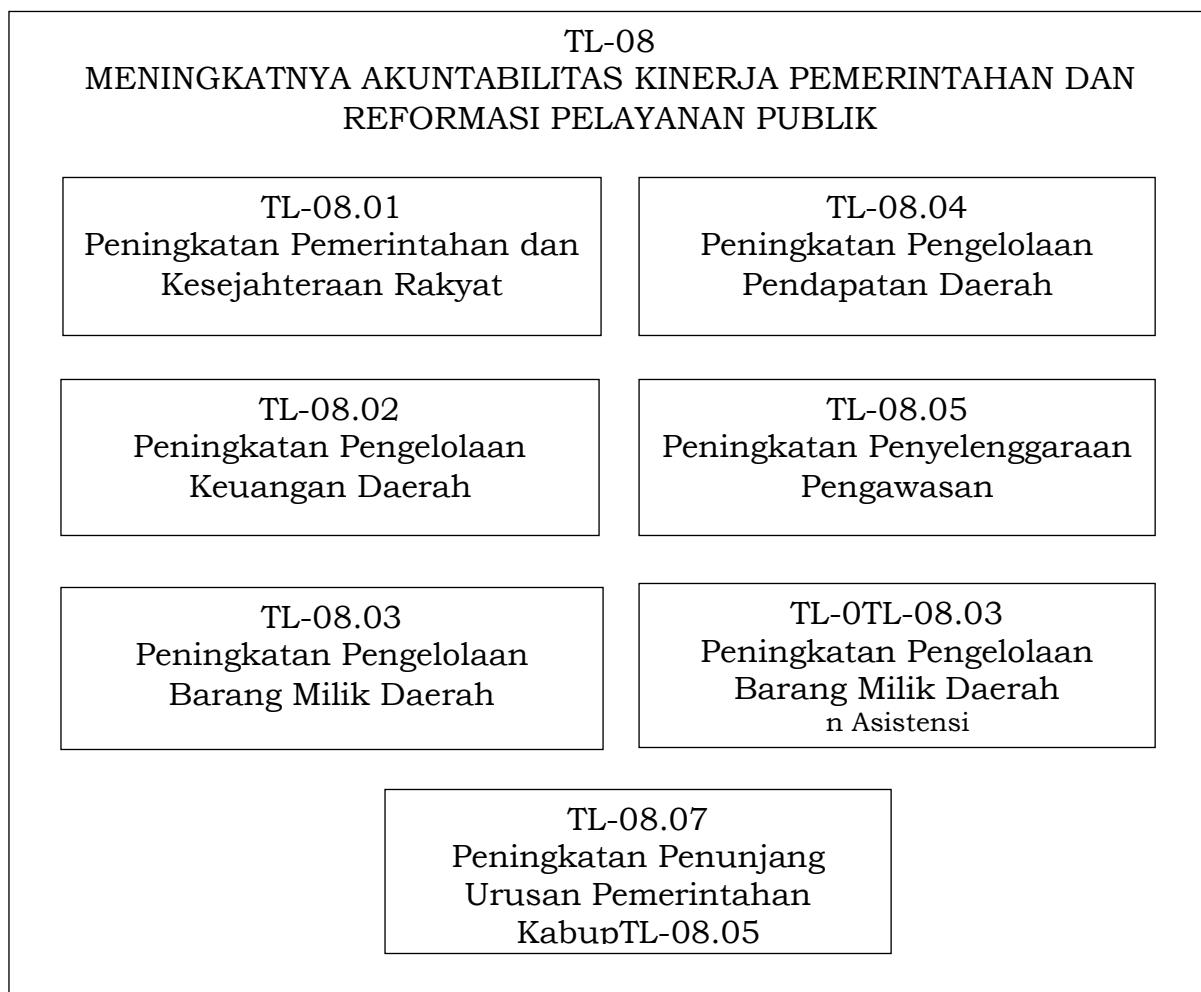 TL-08
MENINGKATNYA AKUNTABILITAS KINERJA PEMERINTAHAN DAN
REFORMASI PELAYANAN PUBLIK
TL-08.01
Peningkatan Pemerintahan dan
Kesejahteraan Rakyat
TL-08.04
Peningkatan Pengelolaan
Pendapatan Daerah
TL-08.02
Peningkatan Pengelolaan
Keuangan Daerah
TL-08.05
Peningkatan Penyelenggaraan
Pengawasan
TL-08.03
Peningkatan Pengelolaan
Barang Milik Daerah
TL-0TL-08.03
Peningkatan Pengelolaan
Barang Milik Daerah
n Asistensi
TL-08.07
Peningkatan Penunjang
Urusan Pemerintahan
KabupTL-08.05